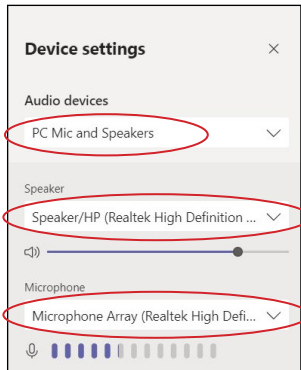 Device settings
Audio devices
PC Mic and Speakers
Speaker
Speaker/HP (Realtek High Definition ...
Microphone
Microphone Array (Realtek High Defi...